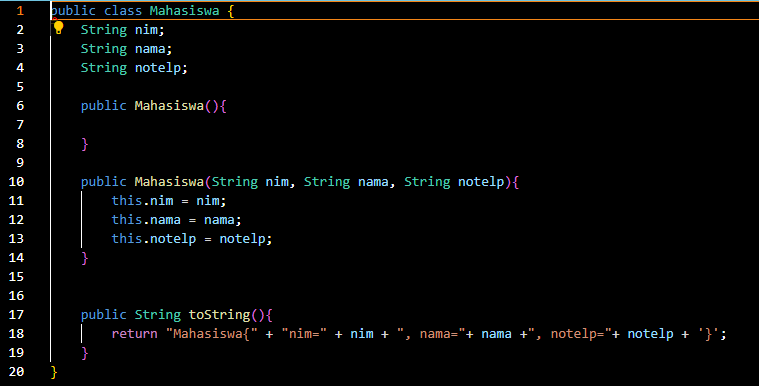 1 public class Mahasiswa {
2     String nim;
3     String nama;
4     String notelp;
5
6     public Mahasiswa(){
7
8     }
9
10     public Mahasiswa(String nim, String nama, String notelp){
11         this.nim = nim;
12         this.nama = nama;
13         this.notelp = notelp;
14     }
15
16
17     public String toString(){
18         return "Mahasiswa{" + "nim=" + nim + ", nama="+ nama +", notelp="+ notelp + '}';
19     }
20 }